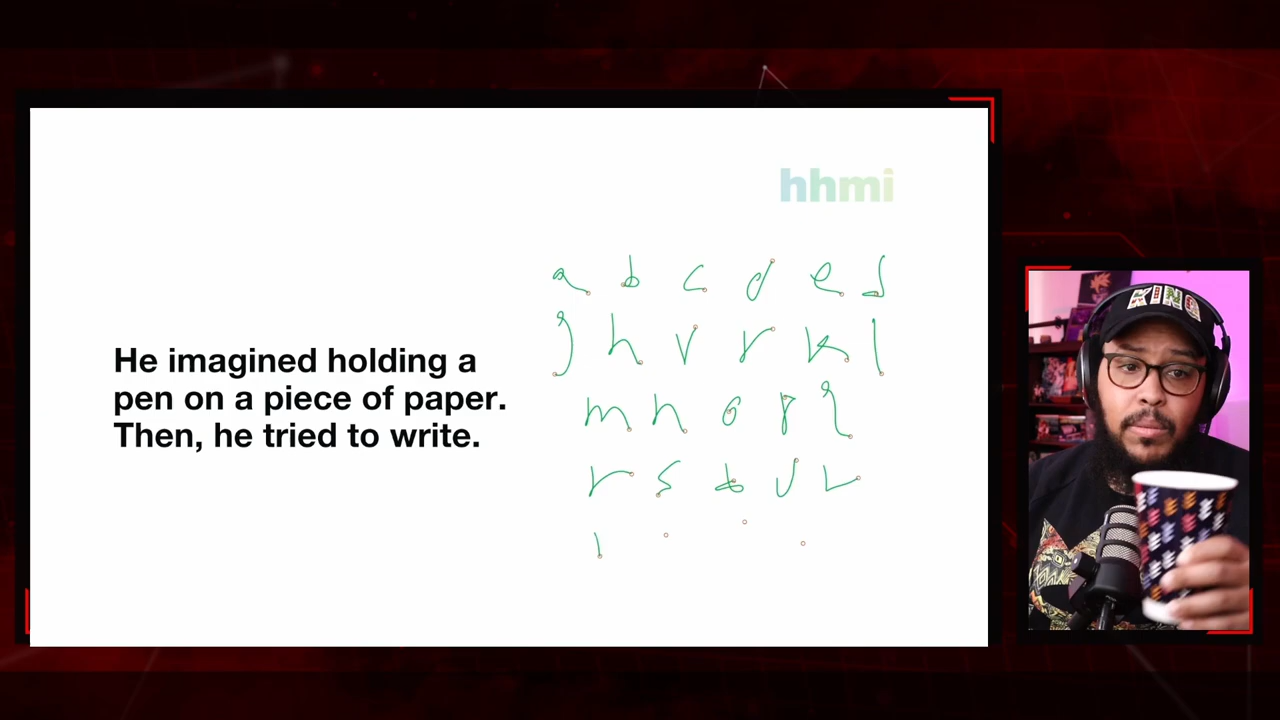 hhmi
He imagined holding a
pen on a piece of paper.
Then, he tried to write.
a b c d e
h k l
m n o p q
r s t
KING